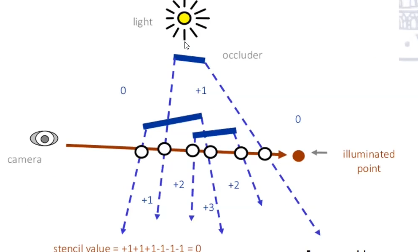 light
occluder
0
+1
0
camera
illuminated
point
+1
+2
+2
+3
stencil value = +1+1+1-1-1-1 = 0